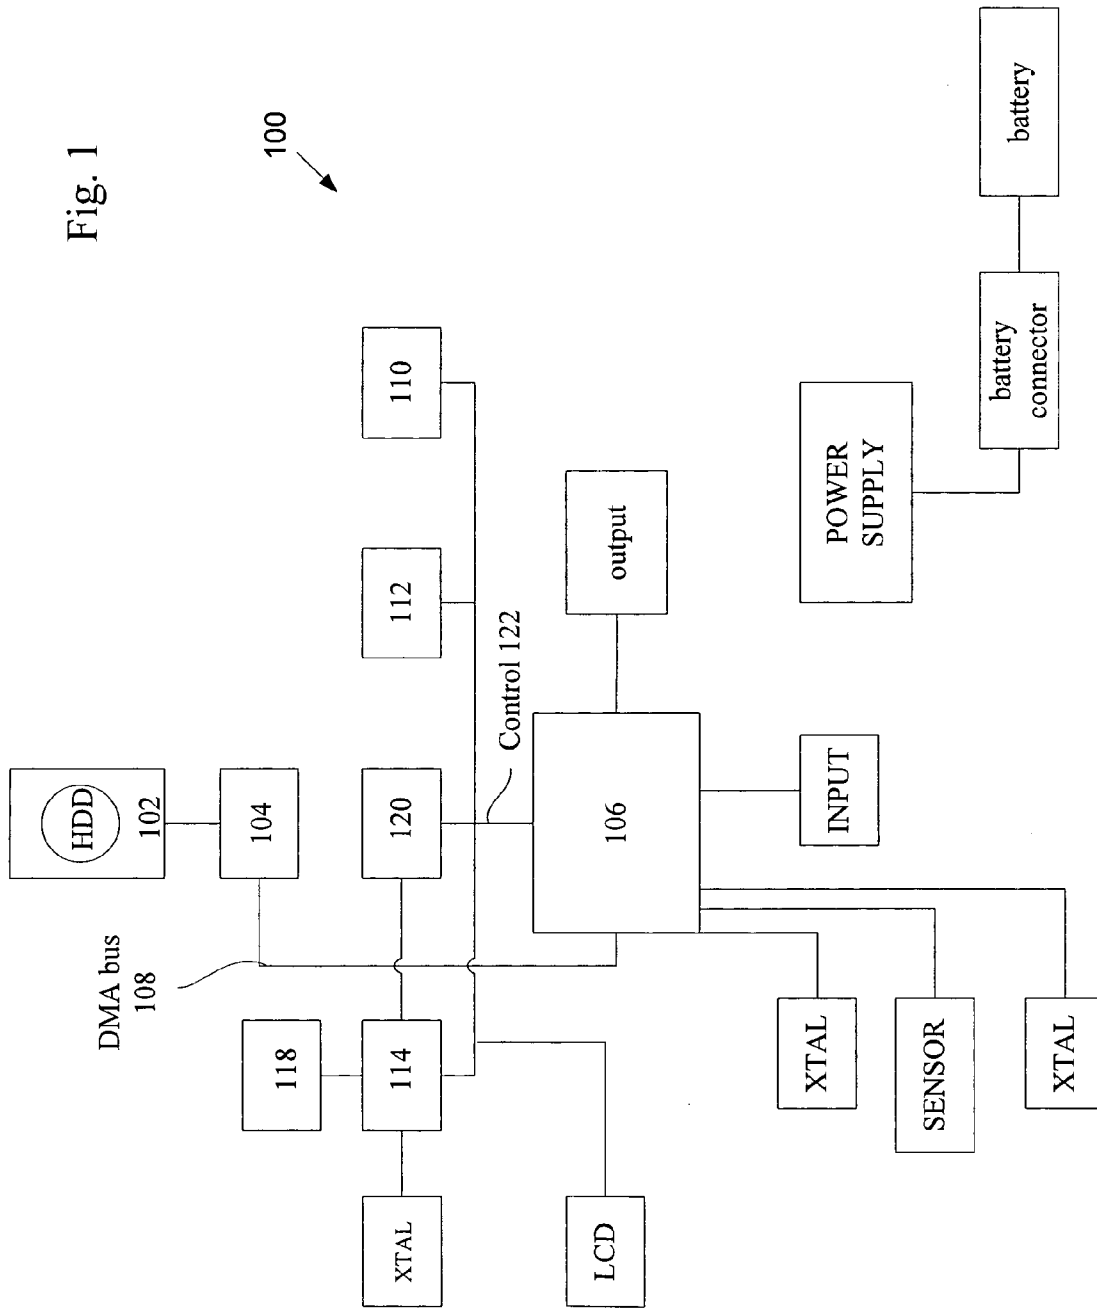 Fig. 1
100
HDD
102
104
DMA bus
108
118
114
120
112
110
XTAL
LCD
Control 122
106
output
INPUT
XTAL
SENSOR
XTAL
POWER
SUPPLY
battery
connector
battery